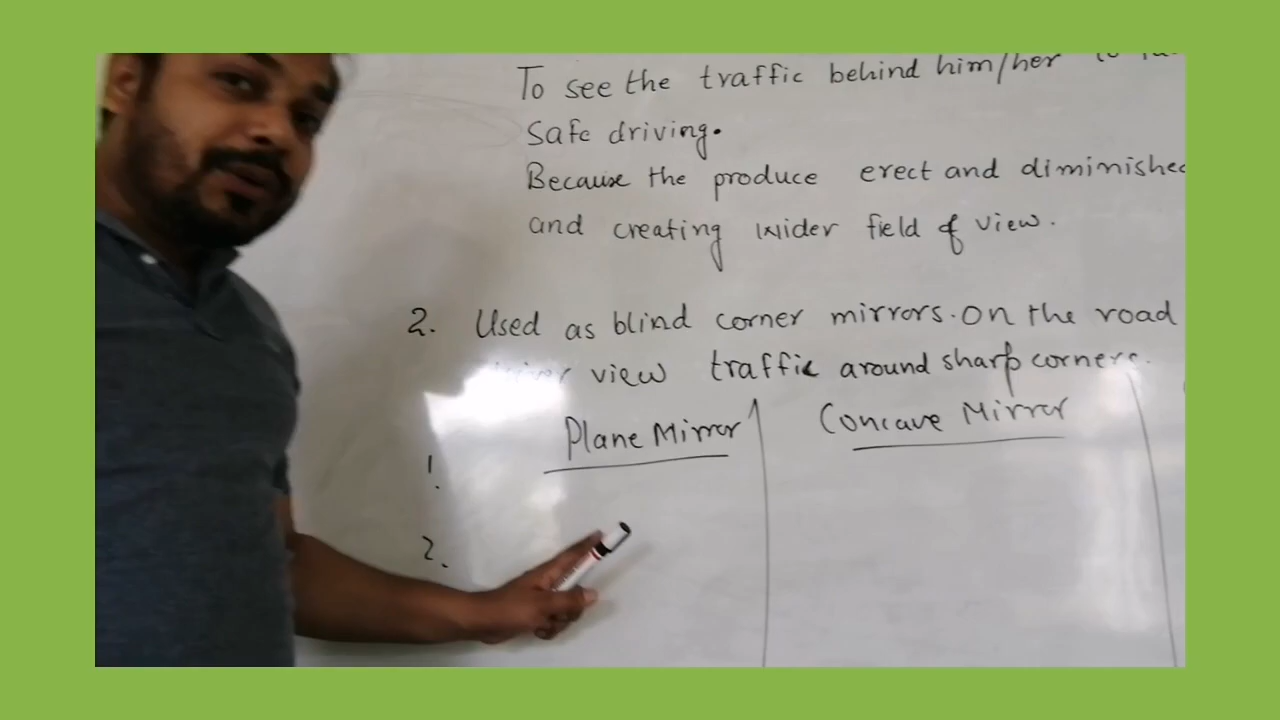 To see the traffic behind him/her to
Safe driving.
Because the produce erect and diminished
and creating wider field of view.
2. Used as blind corner mirrors. On the road
view traffic around sharp corners.
Plane Mirror Concave Mirror
1.
2.